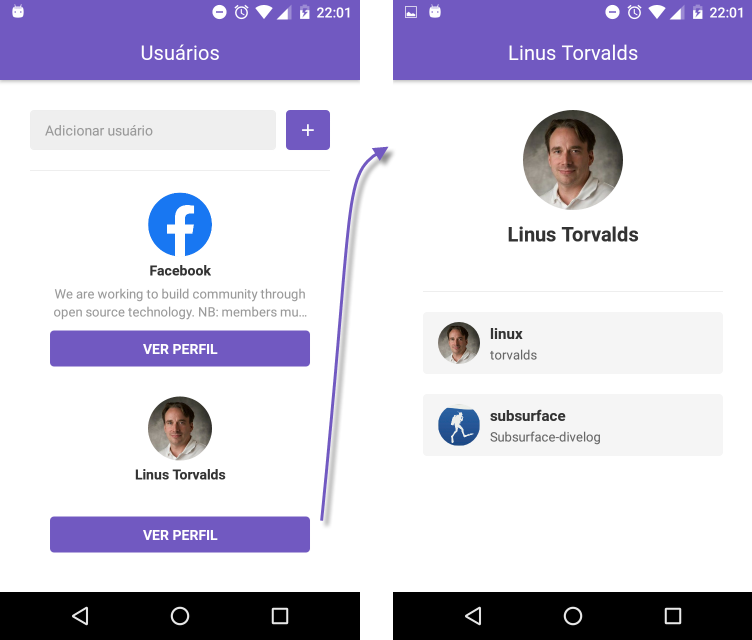 22:01
Usuários
Adicionar usuário
+
Facebook
We are working to build community through
open source technology. NB: members mu...
VER PERFIL
Linus Torvalds
VER PERFIL
22:01
Linus Torvalds
Linus Torvalds
linux
torvalds
subsurface
Subsurface-divelog